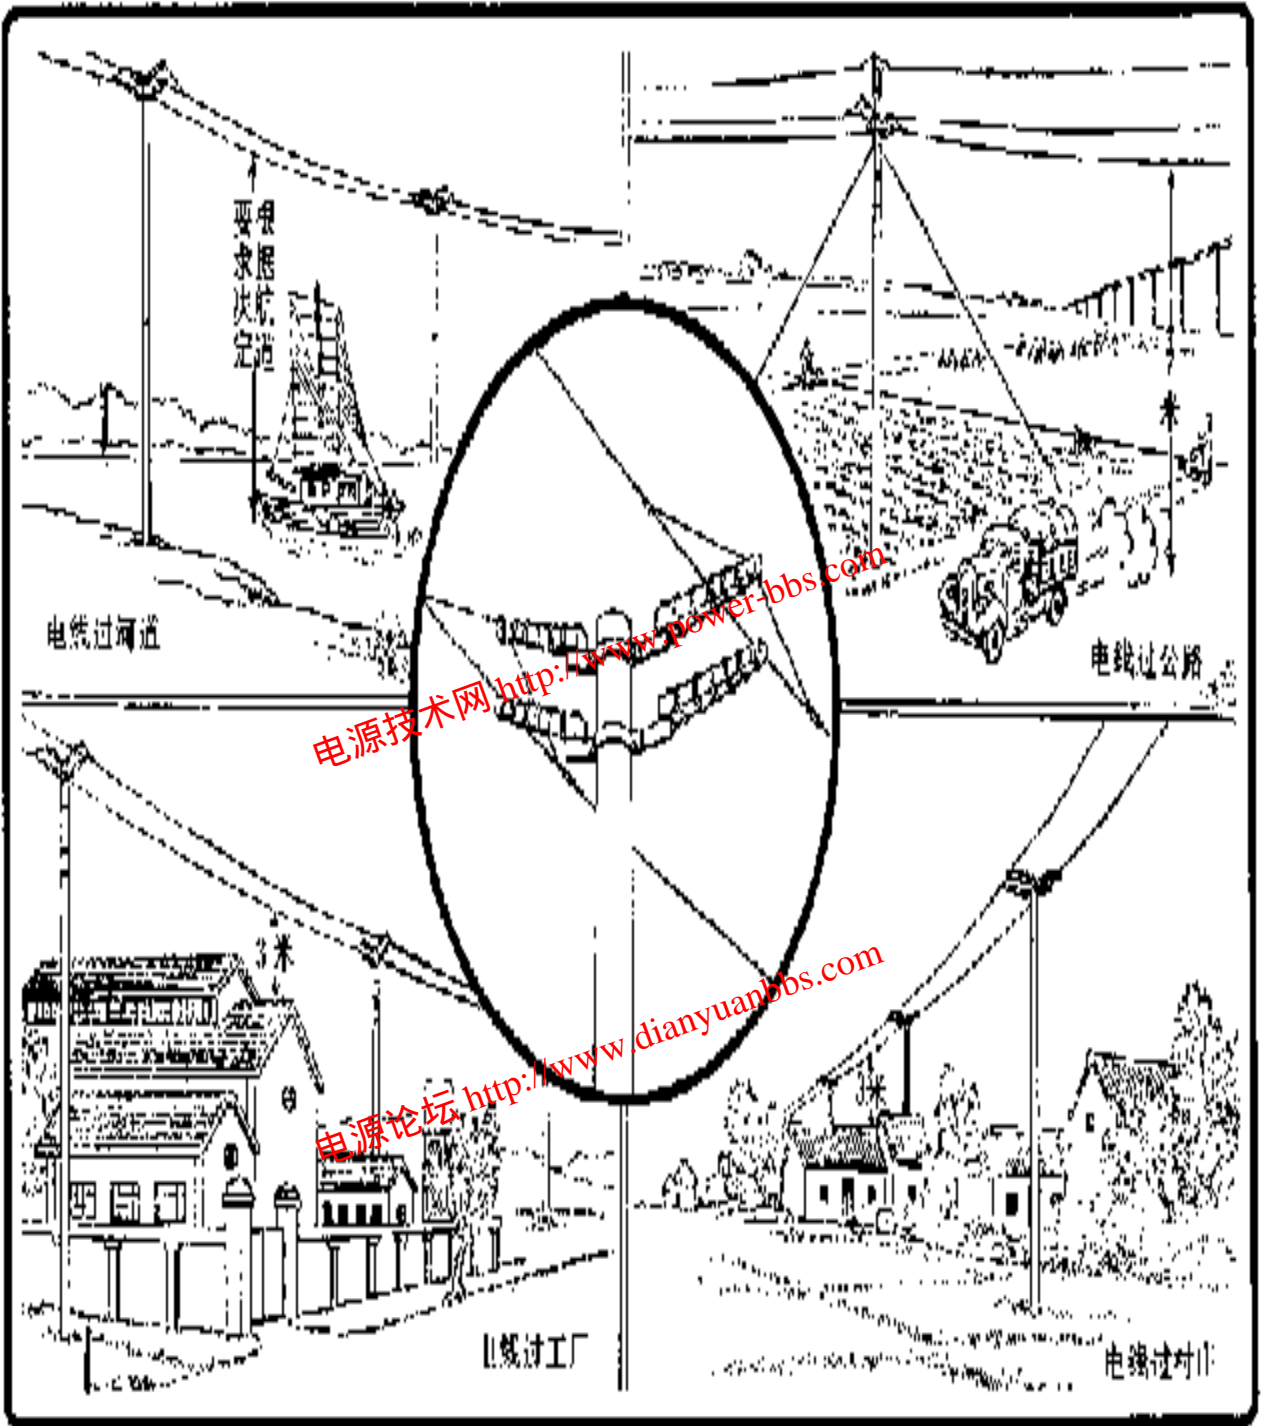 根据航道
要求决定
电线过河道
米
电线过公路
电源技术网 http://www.power-bbs.com
3米
3米
电源论坛 http://www.dianyuanbbs.com
电线过工厂
电线过村